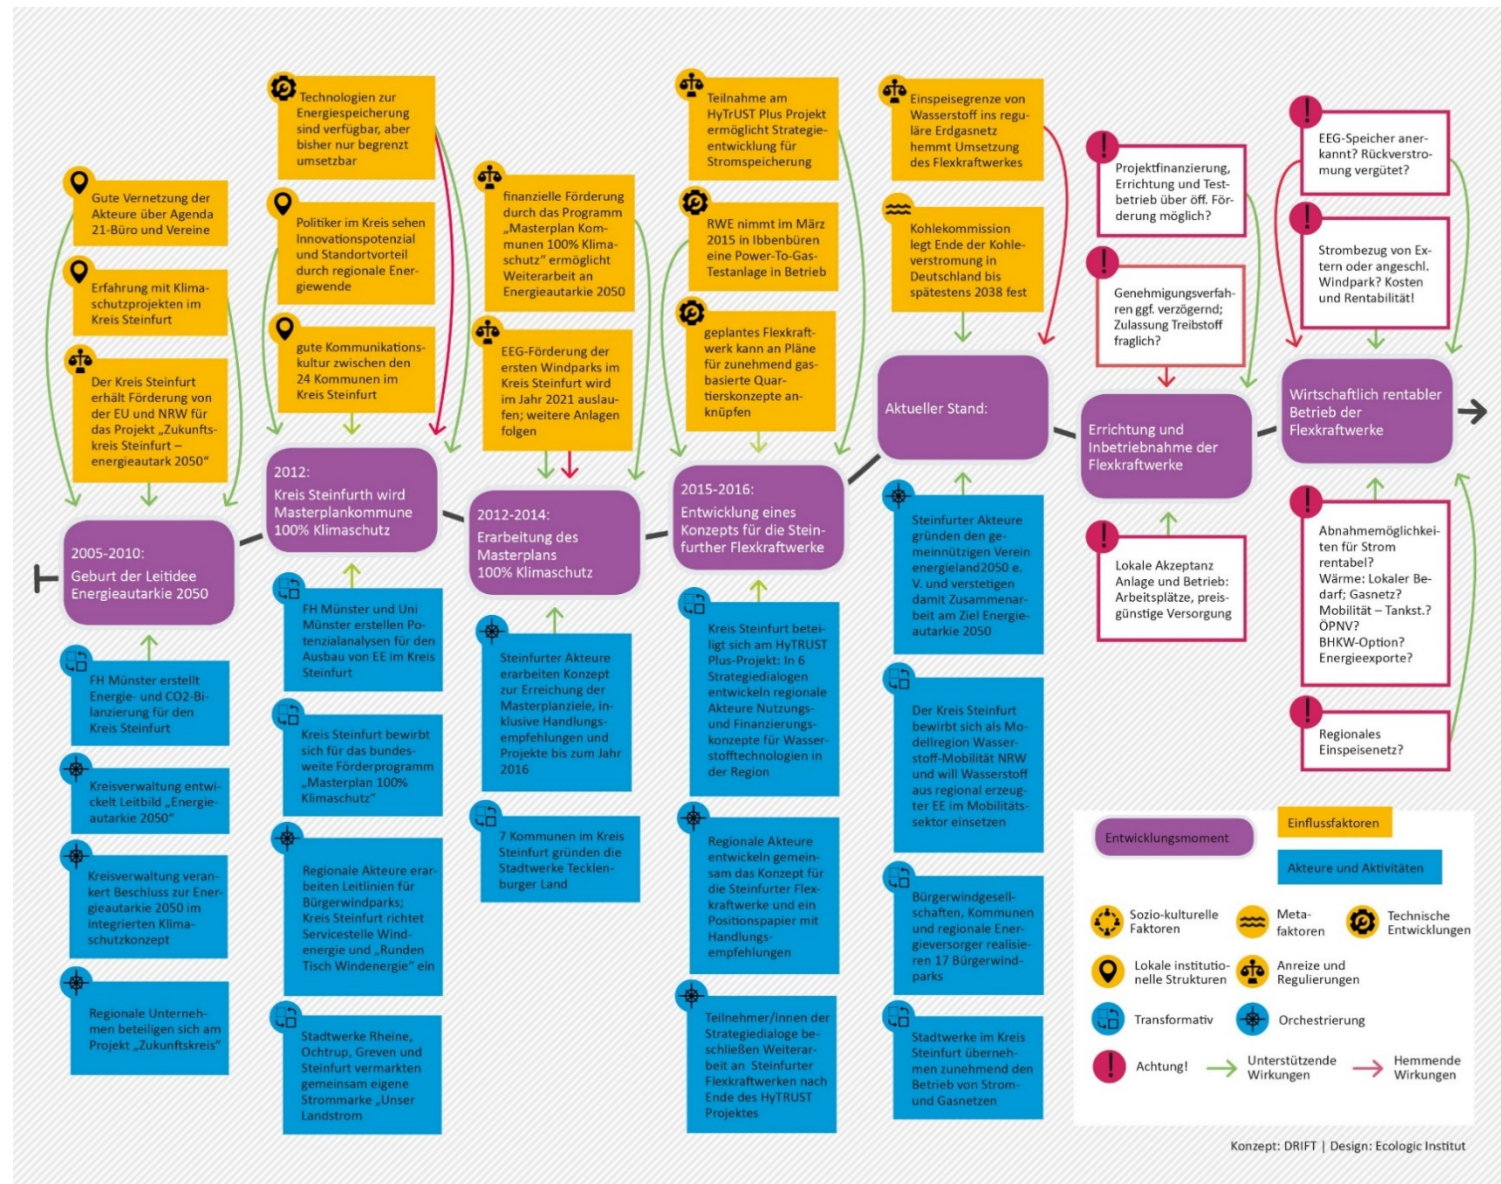 Gute Vernetzung der
Akteure über Agenda
21-Büro und Vereine
Erfahrung mit Klima-
schutzprojekten im
Kreis Steinfurt
Der Kreis Steinfurt
erhält Förderung von
der EU und NRW für
das Projekt „Zukunfts-
kreis Steinfurt –
energieautark 2050“
2005-2010:
Geburt der Leitidee
Energieautarkie 2050
FH Münster erstellt
Energie- und CO2-Bi-
lanzierung für den
Kreis Steinfurt
Kreisverwaltung entwi-
ckelt Leitbild „Energie-
autarkie 2050“
Kreisverwaltung veran-
kert Beschluss zur Ener-
gieautarkie 2050 im
integrierten Klima-
schutzkonzept
Regionale Unterneh-
men beteiligen sich am
Projekt „Zukunftskreis“
Technologien zur
Energiespeicherung
sind verfügbar, aber
bisher nur begrenzt
umsetzbar
Politiker im Kreis sehen
Innovationspotenzial
und Standortvorteil
durch regionale Ener-
giewende
gute Kommunikations-
kultur zwischen den
24 Kommunen im
Kreis Steinfurt
2012:
Kreis Steinfurth wird
Masterplankommune
100% Klimaschutz
FH Münster und Uni
Münster erstellen Po-
tenzialanalysen für den
Ausbau von EE im Kreis
Steinfurt
Kreis Steinfurt bewirbt
sich für das bundes-
weite Förderprogramm
„Masterplan 100%
Klimaschutz“
Regionale Akteure erar-
beiten Leitlinien für
Bürgerwindparks;
Kreis Steinfurt richtet
Servicestelle Wind-
energie und „Runden
Tisch Windenergie“ ein
Stadtwerke Rheine,
Ochtrup, Greven und
Steinfurt vermarkten
gemeinsam eigene
Strommarke „Unser
Landstrom
finanzielle Förderung
durch das Programm
„Masterplan Kom-
munen 100% Klima-
schutz“ ermöglicht
Weiterarbeit an
Energieautarkie 2050
EEG-Förderung der
ersten Windparks im
Kreis Steinfurt wird
im Jahr 2021 auslau-
fen; weitere Anlagen
folgen
2012-2014:
Erarbeitung des
Masterplans
100% Klimaschutz
Steinfurter Akteure
erarbeiten Konzept
zur Erreichung der
Masterplanziele, in-
klusive Handlungs-
empfehlungen und
Projekte bis zum Jahr
2016
7 Kommunen im Kreis
Steinfurt gründen die
Stadtwerke Tecklen-
burger Land
Teilnahme am
HyTrUST Plus Projekt
ermöglicht Strategie-
entwicklung für
Stromspeicherung
RWE nimmt im März
2015 in Ibbenbüren
eine Power-To-Gas-
Testanlage in Betrieb
geplantes Flexkraft-
werk kann an Pläne
für zunehmend gas-
basierte Quar-
tierskonzepte an-
knüpfen
2015-2016:
Entwicklung eines
Konzepts für die Stein-
further Flexkraftwerke
Kreis Steinfurt betei-
ligt sich am HyTRUST
Plus-Projekt: In 6
Strategiedialogen
entwickeln regionale
Akteure Nutzungs-
und Finanzierungs-
konzepte für Wasser-
stofftechnologien in
der Region
Regionale Akteure
entwickeln gemein-
sam das Konzept für
die Steinfurter Flex-
kraftwerke und ein
Positionspapier mit
Handlungs-
empfehlungen
Teilnehmer/innen der
Strategiedialoge be-
schließen Weiterar-
beit an Steinfurter
Flexkraftwerken nach
Ende des HyTRUST
Projektes
Einspeisegrenze von
Wasserstoff ins regu-
läre Erdgasnetz
hemmt Umsetzung
des Flexkraftwerkes
Kohlekommission
legt Ende der Kohle-
verstromung in
Deutschland bis
spätestens 2038 fest
Aktueller Stand:
Steinfurter Akteure
gründen den ge-
meinnützigen Verein
energieland2050 e.
V. und verstetigen
damit Zusammenar-
beit am Ziel Energie-
autarkie 2050
Der Kreis Steinfurt
bewirbt sich als Mo-
dellregion Wasser-
stoff-Mobilität NRW
und will Wasserstoff
aus regional erzeug-
ter EE im Mobilitäts-
sektor einsetzen
Bürgerwindgesell-
schaften, Kommunen
und regionale Ener-
gieversorger realisie-
ren 17 Bürgerwind-
parks
Stadtwerke im Kreis
Steinfurt überneh-
men zunehmend den
Betrieb von Strom-
und Gasnetzen
Projektfinanzierung,
Errichtung und Test-
betrieb über öff. För-
derung möglich?
Genehmigungsverfah-
ren ggf. verzögernd;
Zulassung Treibstoff
fraglich?
Errichtung und
Inbetriebnahme der
Flexkraftwerke
Lokale Akzeptanz
Anlage und Betrieb:
Arbeitsplätze, preis-
günstige Versorgung
EEG-Speicher aner-
kannt? Rückverstro-
mung vergütet?
Strombezug von Ex-
tern oder angeschl.
Windpark? Kosten
und Rentabilität!
Wirtschaftlich rentabler
Betrieb der
Flexkraftwerke
Abnahmemöglichkei-
ten für Strom
rentabel?
Wärme: Lokaler Be-
darf; Gasnetz?
Mobilität – Tankst.?
ÖPNV?
BHKW-Option?
Energieexporte?
Regionales
Einspeisenetz?
Entwicklungsmoment
Einflussfaktoren
Akteure und Aktivitäten
Sozio-kulturelle
Faktoren
Meta-
faktoren
Technische
Entwicklungen
Lokale institutio-
nelle Strukturen
Anreize und
Regulierungen
Transformativ
Orchestrierung
Achtung!
Unterstützende
Wirkungen
Hemmende
Wirkungen
Konzept: DRIFT | Design: Ecologic Institut